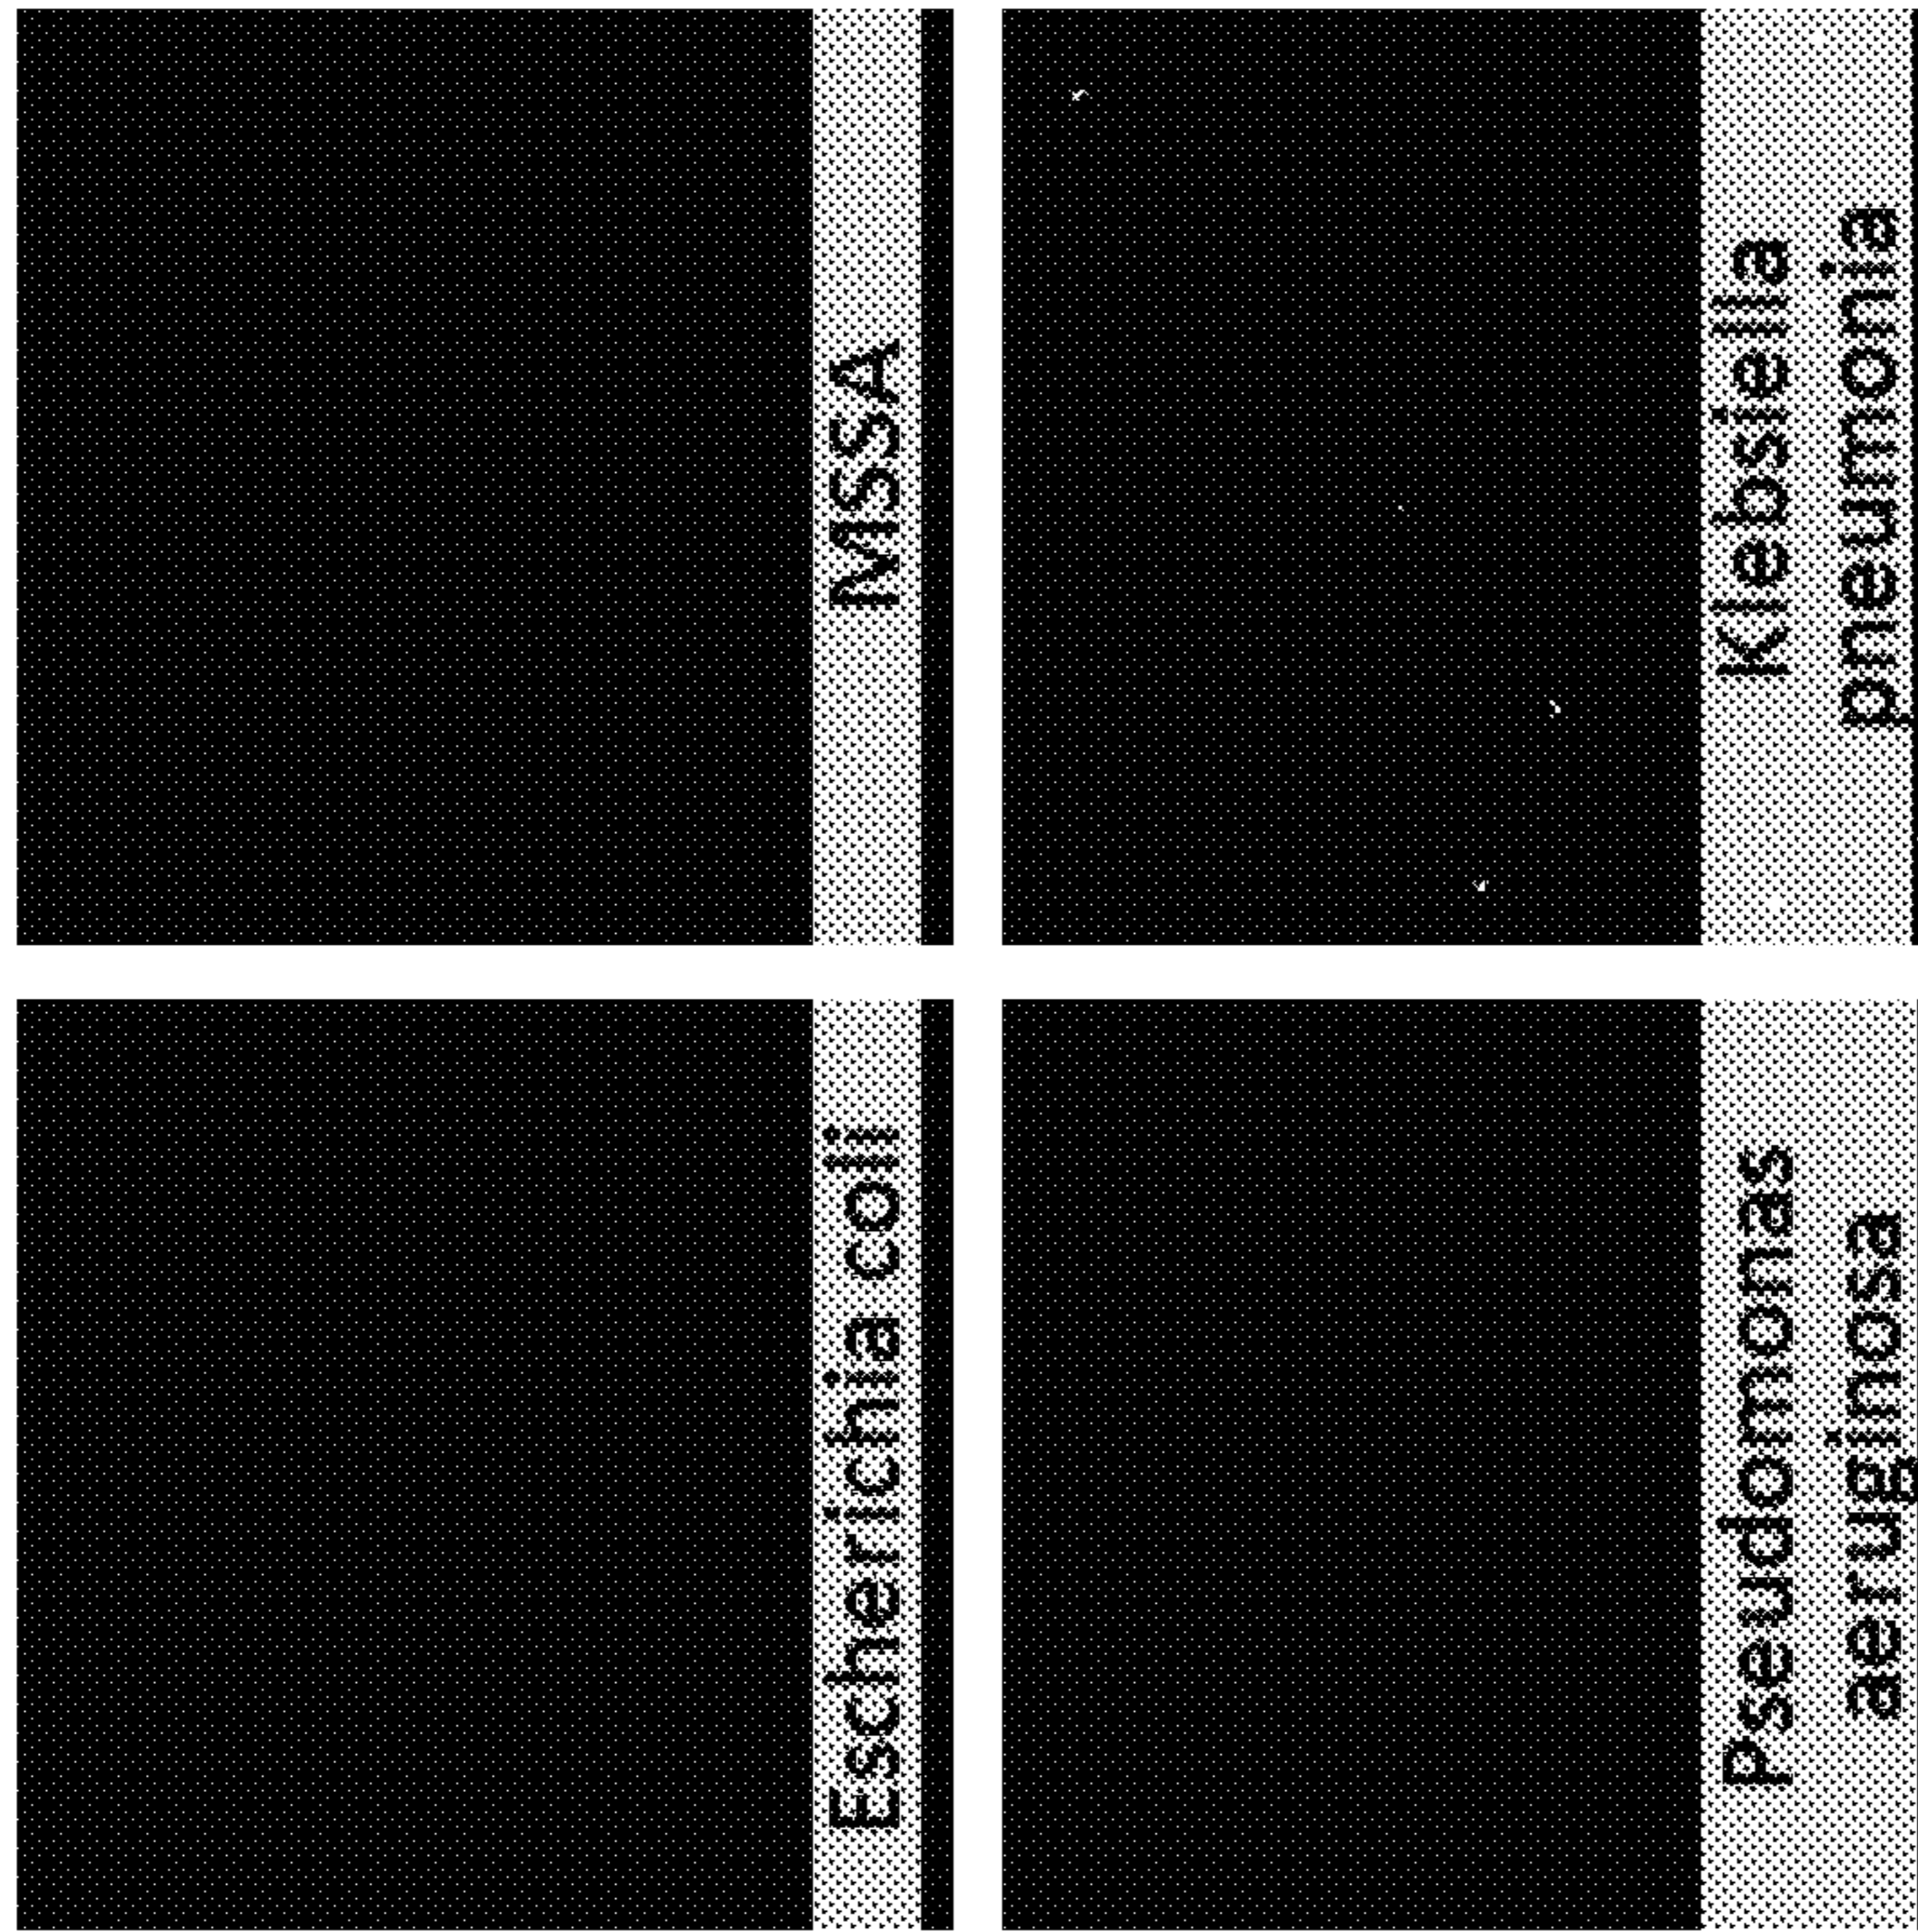 Escherichia coli
MSSA
Pseudomonas
aeruginosa
Klebsiella
pneumonia